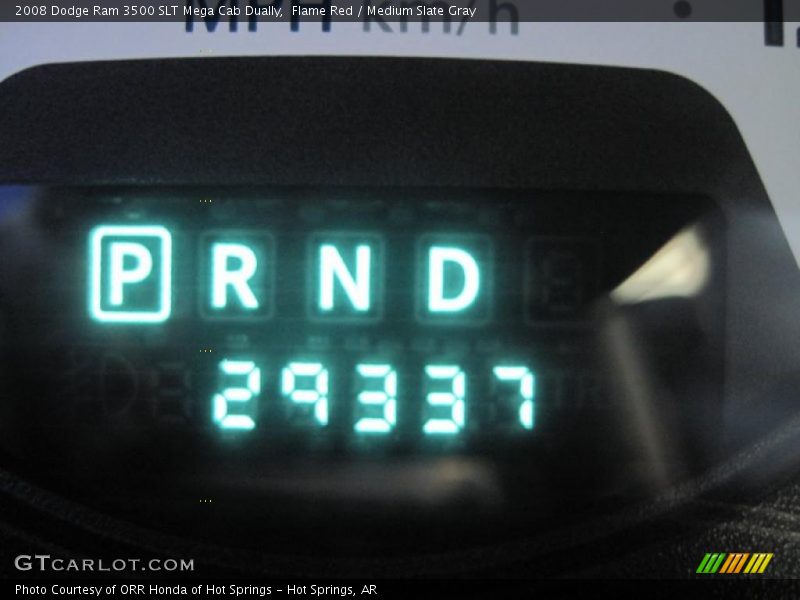 2008 Dodge Ram 3500 SLT Mega Cab Dually, Flame Red / Medium Slate Gray
MPH km/h
P R N D
29337
GTCARLOT.COM
Photo Courtesy of ORR Honda of Hot Springs - Hot Springs, AR